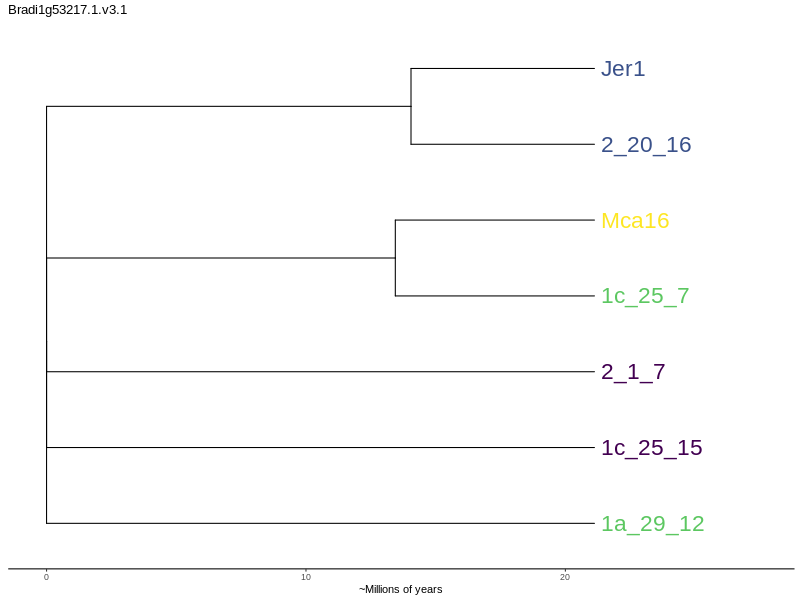 Bradi1g53217.1.v3.1
Jer1
2_20_16
Mca16
1c_25_7
2_1_7
1c_25_15
1a_29_12
0 10 20
~Millions of years